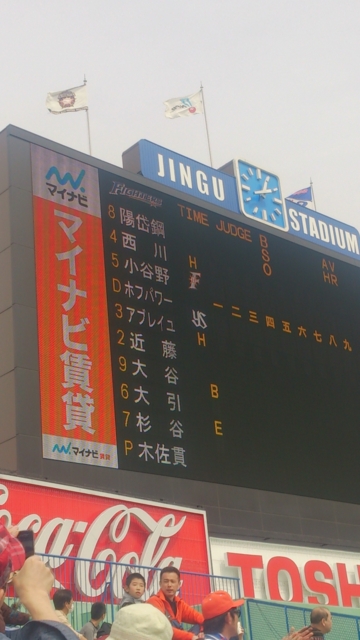 JINGU
STADIUM
マイナビ
マイナビ賃貸
マイナビ賃貸
FIGHTERS
TIME JUDGE
B
S
O
H
F
YS
H
B
E
AV
HR
8 陽岱鋼
4 西川
5 小谷野
D ホフパワー
3 アブレイユ
2 近藤
9 大谷
6 大引
7 杉谷
P 木佐貫
一 二 三 四 五 六 七 八 九
Coca-Cola
TOSH